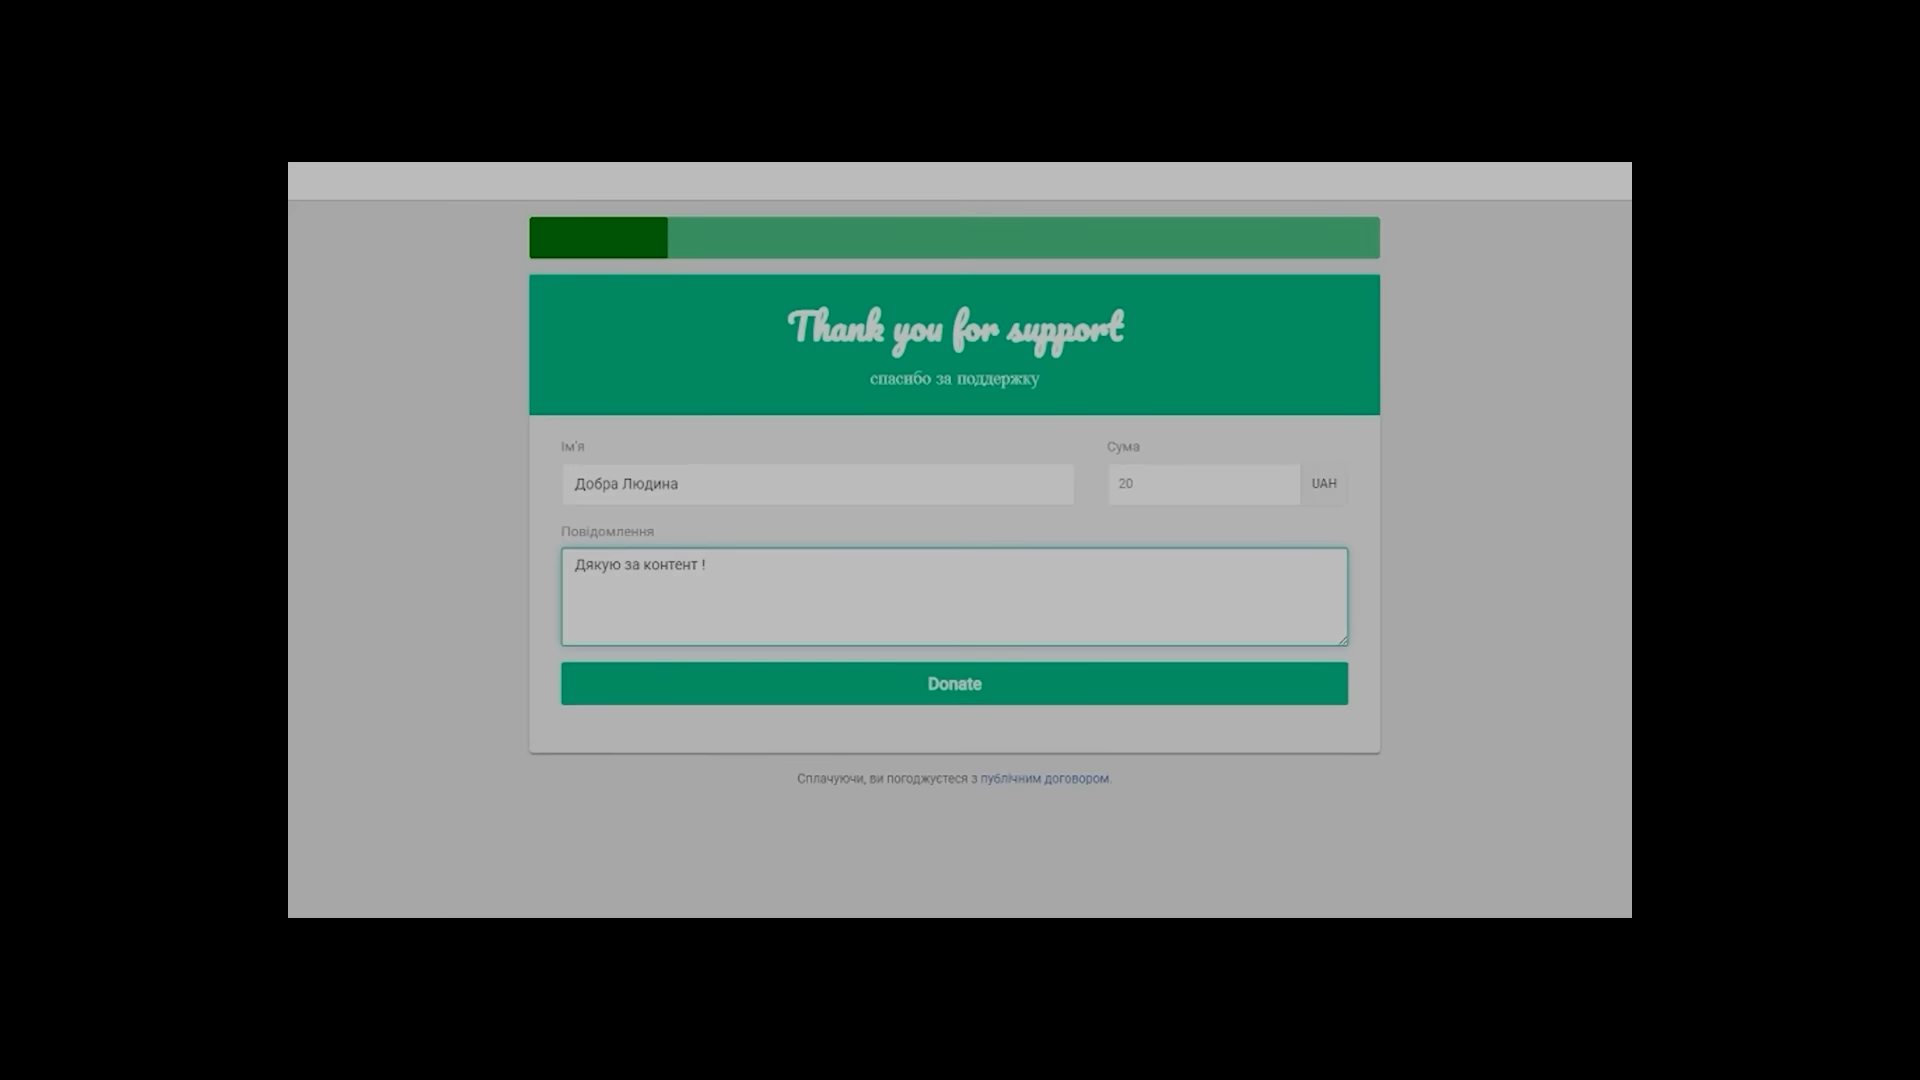 Thank you for support
спасибо за поддержку
Ім'я
Сума
Добра Людина
20
UAH
Повідомлення
Дякую за контент !
Donate
Сплачуючи, ви погоджуєтеся з публічним договором.